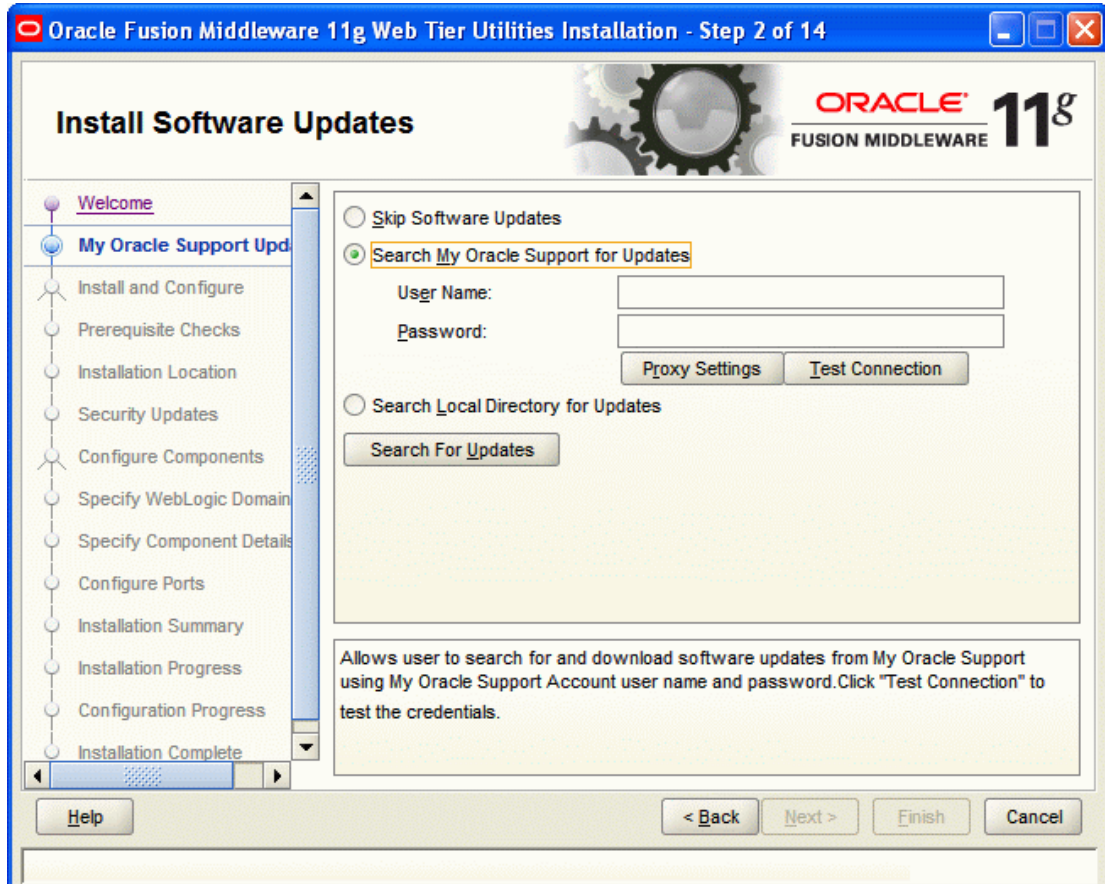 Oracle Fusion Middleware 11g Web Tier Utilities Installation - Step 2 of 14
Install Software Updates
ORACLE
FUSION MIDDLEWARE
11g
Welcome
My Oracle Support Upd
Install and Configure
Prerequisite Checks
Installation Location
Security Updates
Configure Components
Specify WebLogic Domain
Specify Component Details
Configure Ports
Installation Summary
Installation Progress
Configuration Progress
Installation Complete
Skip Software Updates
Search My Oracle Support for Updates
User Name:
Password:
Proxy Settings
Test Connection
Search Local Directory for Updates
Search For Updates
Allows user to search for and download software updates from My Oracle Support
using My Oracle Support Account user name and password.Click "Test Connection" to
test the credentials.
Help
< Back
Next >
Finish
Cancel